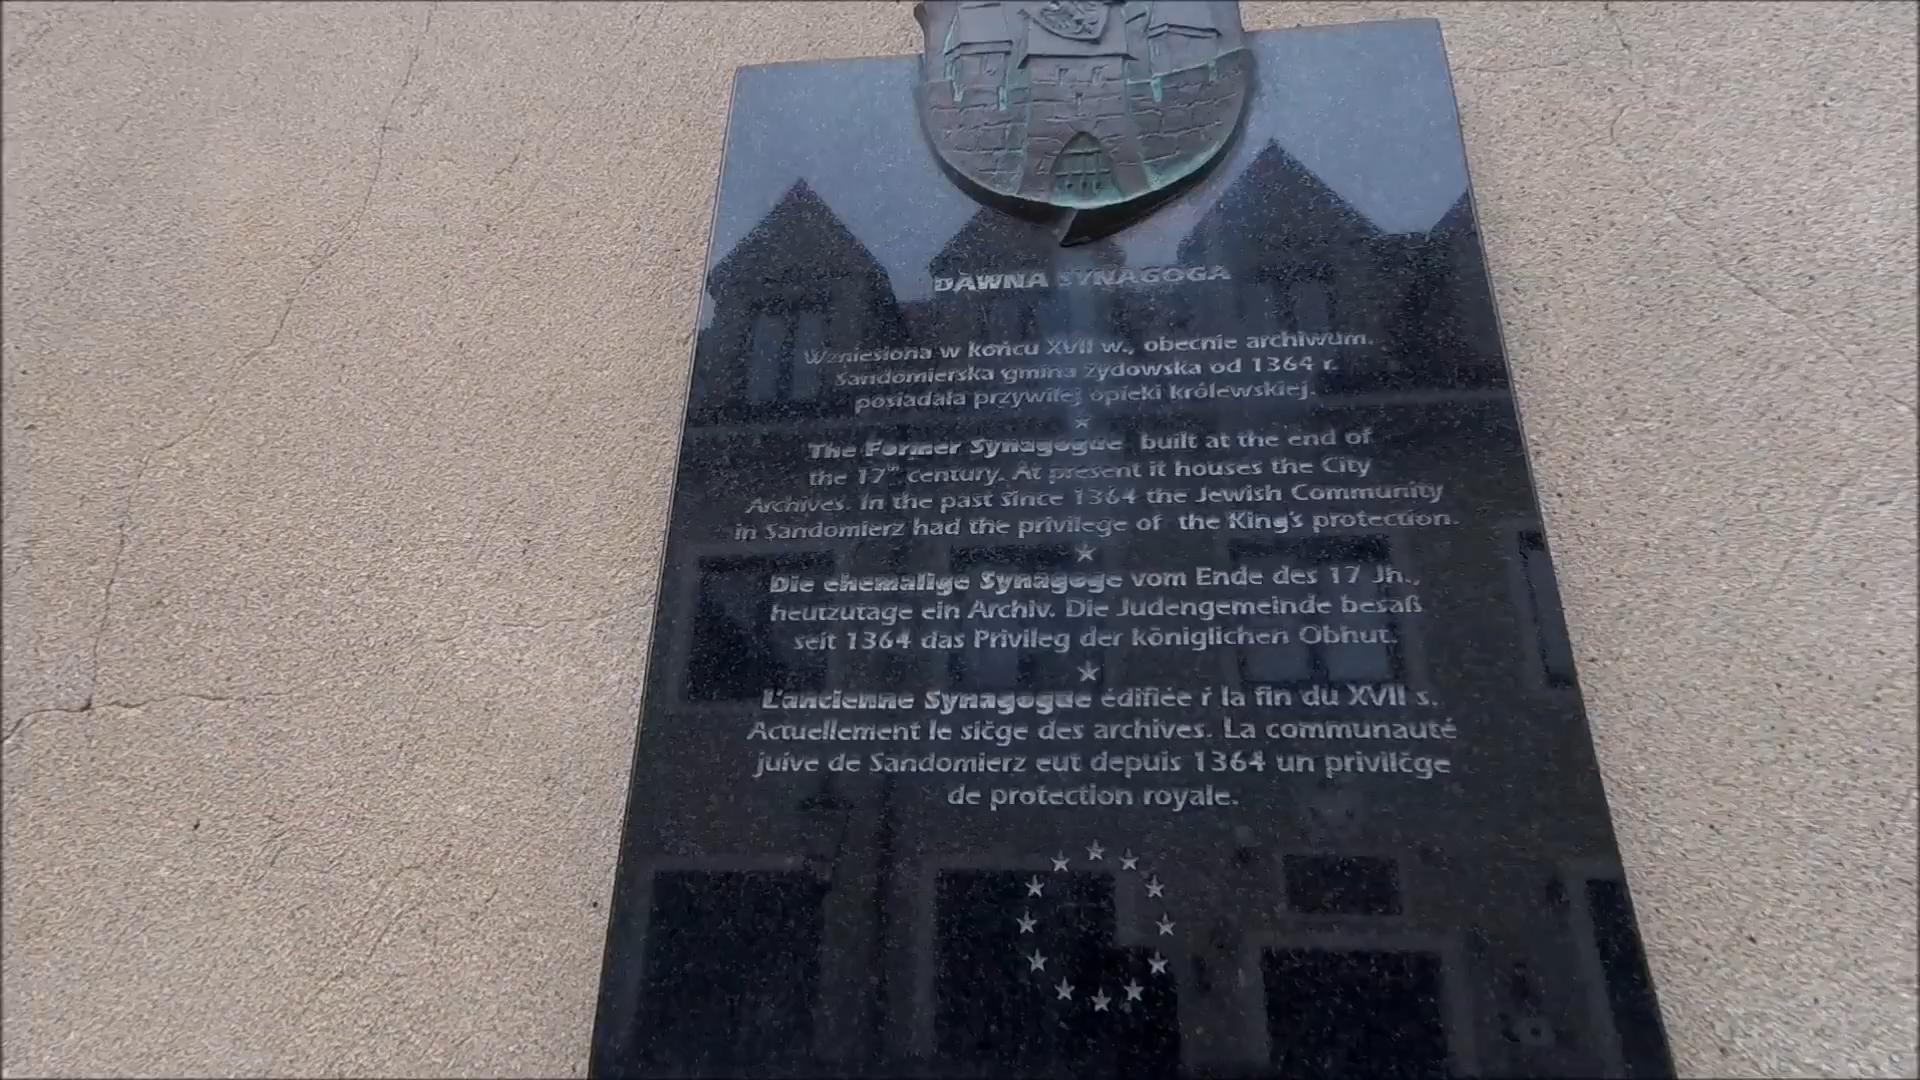 DAWNA SYNAGOGA
Wzniesiona w końcu XVII w., obecnie archiwum.
Sandomierska gmina żydowska od 1364 r.
posiadała przywilej opieki królewskiej.
The Former Synagogue built at the end of
the 17th century. At present it houses the City
Archives. In the past since 1364 the Jewish Community
in Sandomierz had the privilege of the King's protection.
Die ehemalige Synagoge vom Ende des 17 Jh.,
heutzutage ein Archiv. Die Judengemeinde besaß
seit 1364 das Privileg der königlichen Obhut.
L'ancienne Synagogue édifiée ŕ la fin du XVII s.
Actuellement le sičge des archives. La communauté
juive de Sandomierz eut depuis 1364 un privilčge
de protection royale.